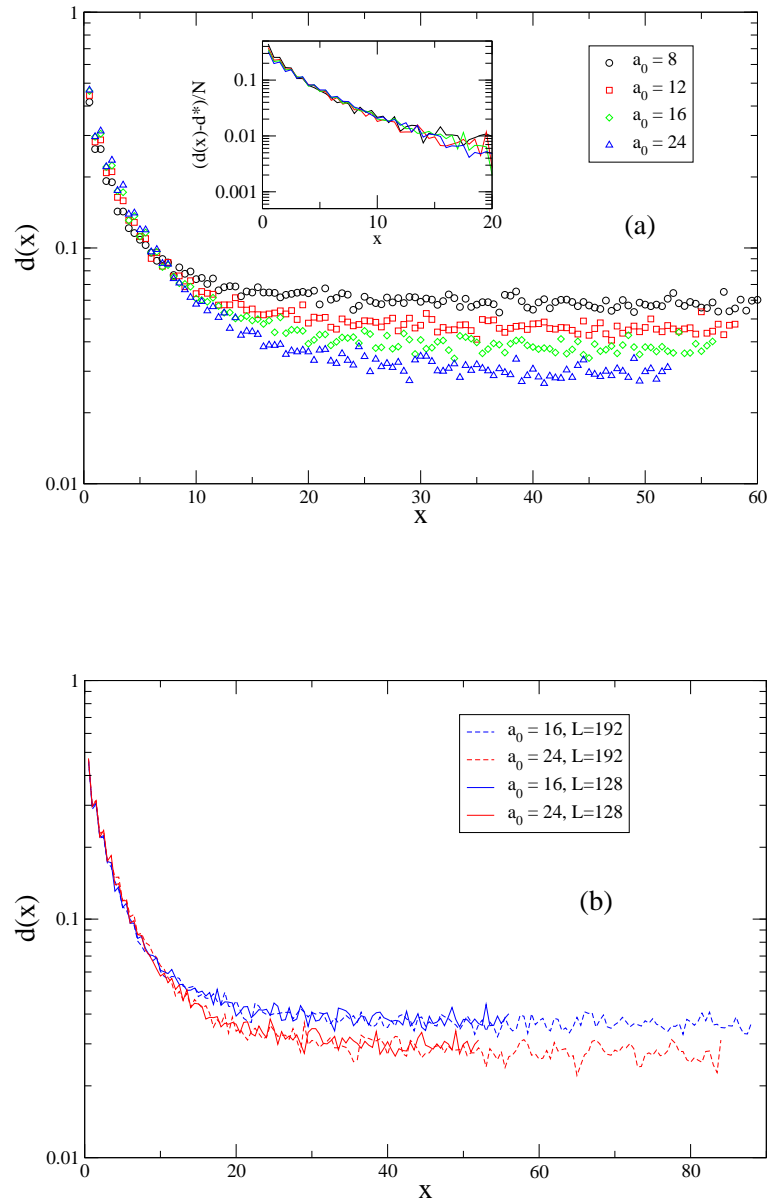 1
0.1
0.01
d(x)
0 10 20 30 40 50 60
x
0.1
0.01
0.001
(d(x)-d*)/N
0 10 20
x
a0 = 8
a0 = 12
a0 = 16
a0 = 24
(a)
1
0.1
0.01
d(x)
0 20 40 60 80
x
a0 = 16, L=192
a0 = 24, L=192
a0 = 16, L=128
a0 = 24, L=128
(b)